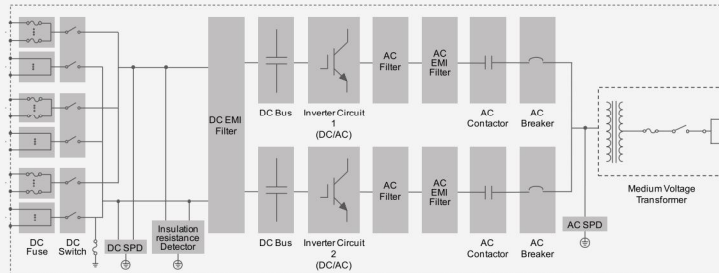 DC
Fuse
DC
Switch
DC SPD
Insulation
resistance
Detector
DC EMI
Filter
DC Bus
Inverter Circuit
1
(DC/AC)
AC
Filter
AC
EMI
Filter
AC
Contactor
AC
Breaker
DC Bus
Inverter Circuit
2
(DC/AC)
AC
Filter
AC
EMI
Filter
AC
Contactor
AC
Breaker
AC SPD
Medium Voltage
Transformer